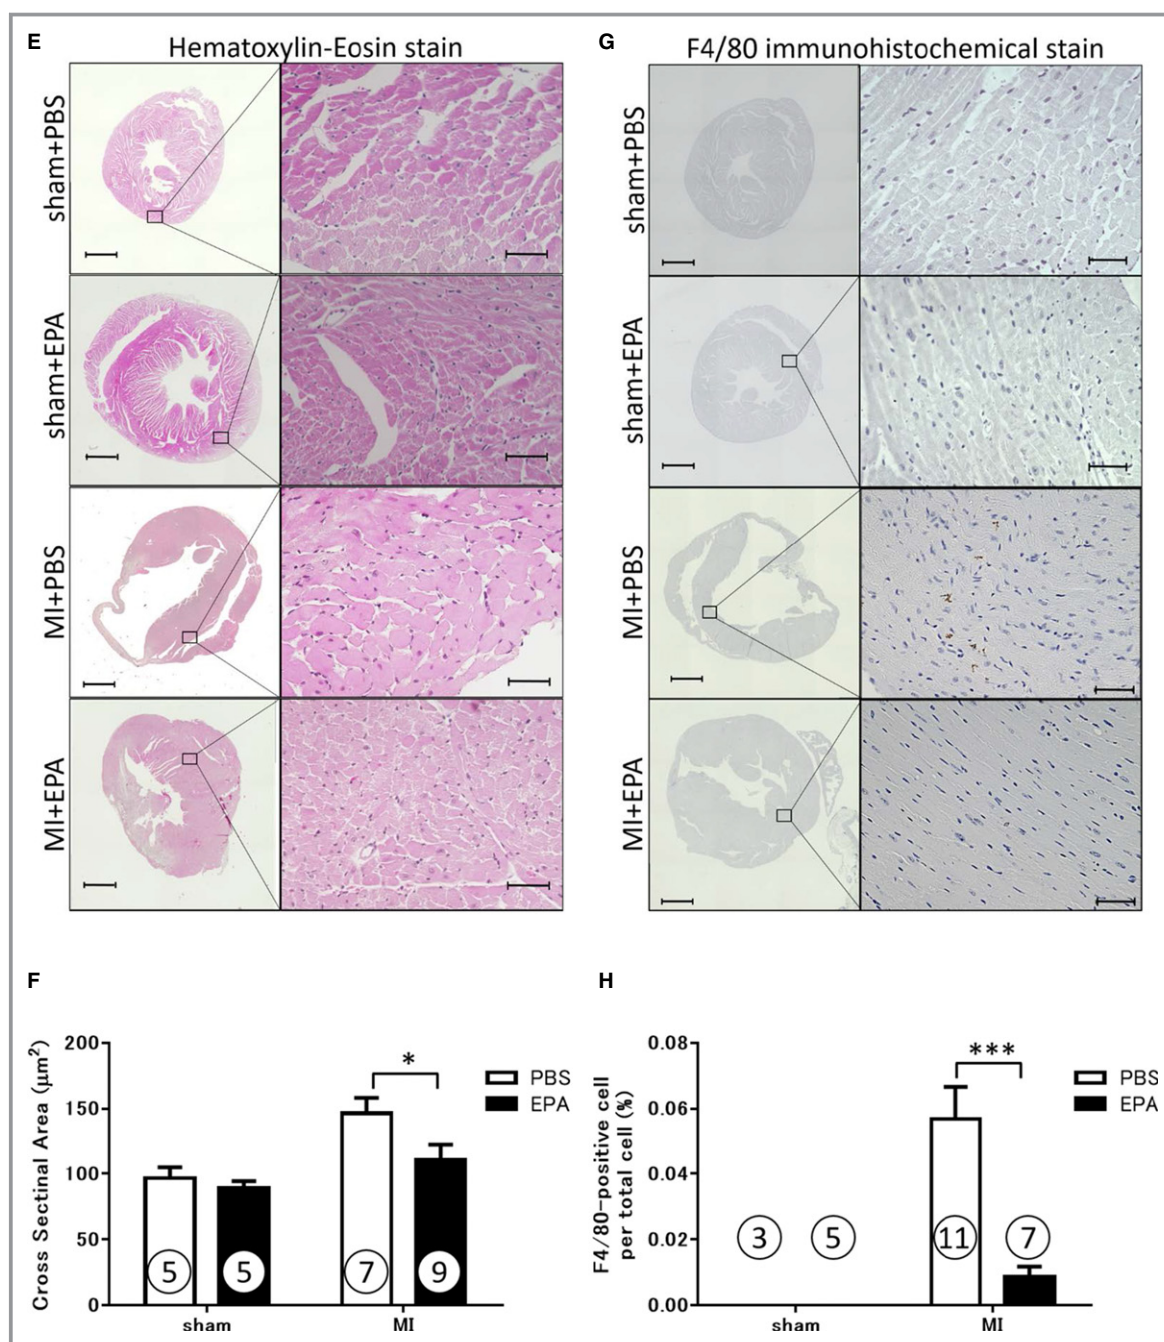 E
Hematoxylin-Eosin stain
sham+PBS
sham+EPA
MI+PBS
MI+EPA
G
F4/80 immunohistochemical stain
sham+PBS
sham+EPA
MI+PBS
MI+EPA
F
Cross Sectinal Area (μm²)
200
150
100
50
0
*
PBS
EPA
5
5
7
9
sham
MI
H
F4/80-positive cell
per total cell (%)
0.08
0.06
0.04
0.02
0.00
***
PBS
EPA
3
5
11
7
sham
MI